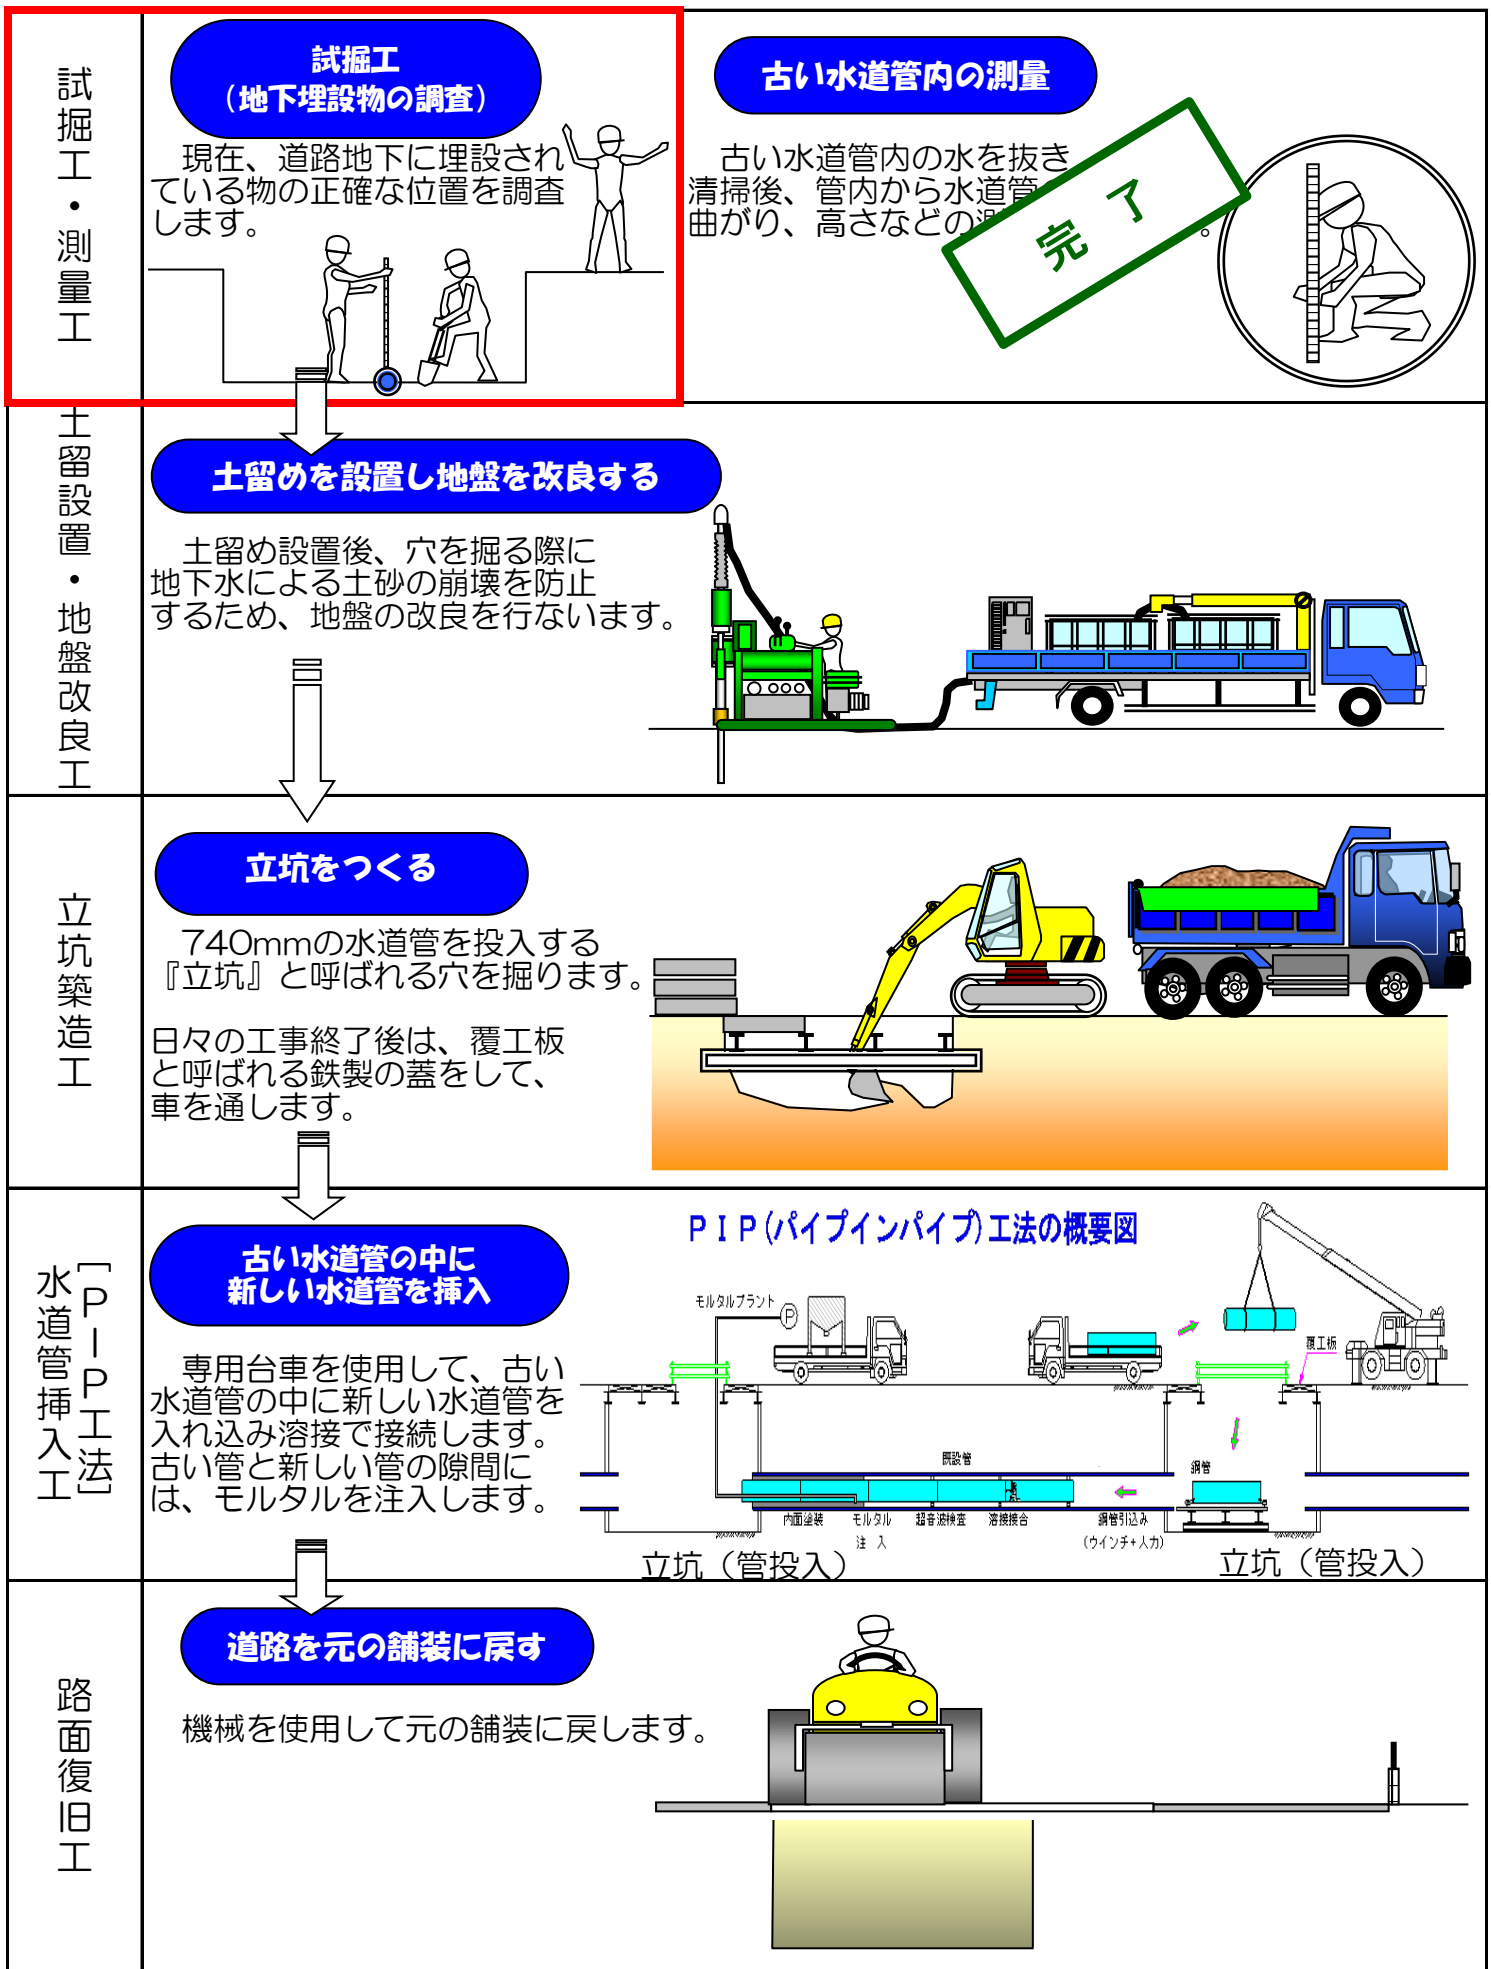 試掘工・測量工
試掘工
（地下埋設物の調査）
現在、道路地下に埋設され
ている物の正確な位置を調査
します。
古い水道管内の測量
古い水道管内の水を抜き
清掃後、管内から水道管
曲がり、高さなどの測
。
完了
土留設置・地盤改良工
土留めを設置し地盤を改良する
土留め設置後、穴を掘る際に
地下水による土砂の崩壊を防止
するため、地盤の改良を行ないます。
立坑築造工
立坑をつくる
740mmの水道管を投入する
『立坑』と呼ばれる穴を掘ります。
日々の工事終了後は、覆工板
と呼ばれる鉄製の蓋をして、
車を通します。
水道管挿入工
［PIP工法］
古い水道管の中に
新しい水道管を挿入
専用台車を使用して、古い
水道管の中に新しい水道管を
入れ込み溶接で接続します。
古い管と新しい管の隙間に
は、モルタルを注入します。
PIP(パイプインパイプ)工法の概要図
モルタルプラント
P
覆工板
既設管
鋼管
内面塗装
モルタル
注 入
超音波検査
溶接接合
鋼管引込み
(ウインチ+人力)
立坑（管投入）
立坑（管投入）
路面復旧工
道路を元の舗装に戻す
機械を使用して元の舗装に戻します。